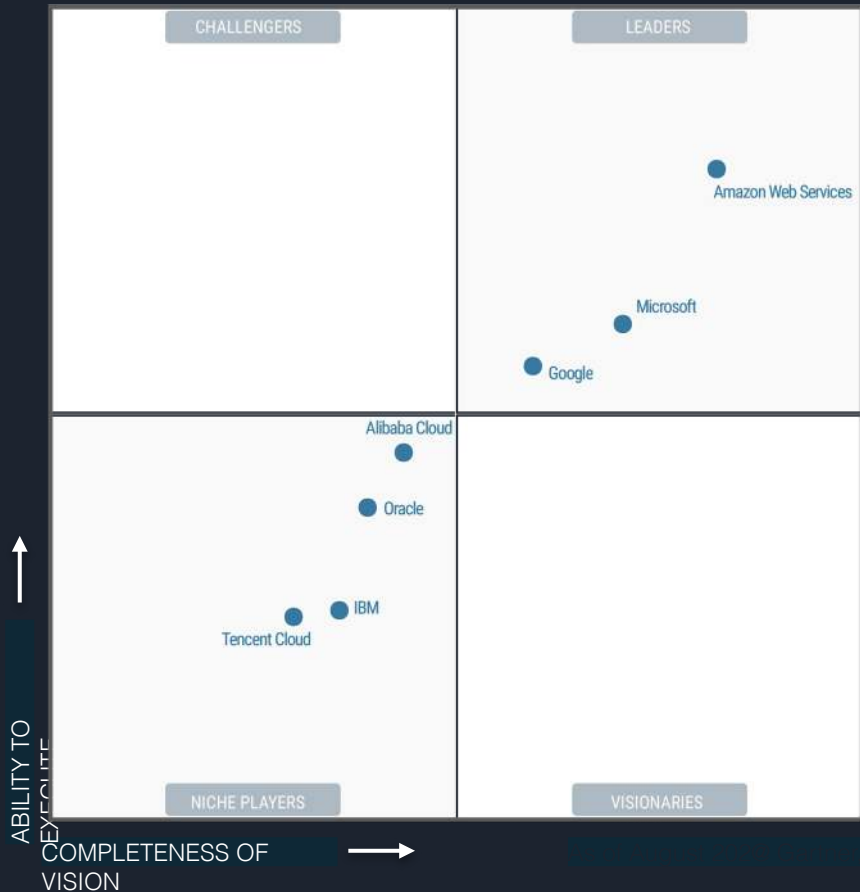 CHALLENGERS
LEADERS
Amazon Web Services
Microsoft
Google
Alibaba Cloud
Oracle
IBM
Tencent Cloud
NICHE PLAYERS
VISIONARIES
ABILITY TO
EXECUTE
COMPLETENESS OF
VISION